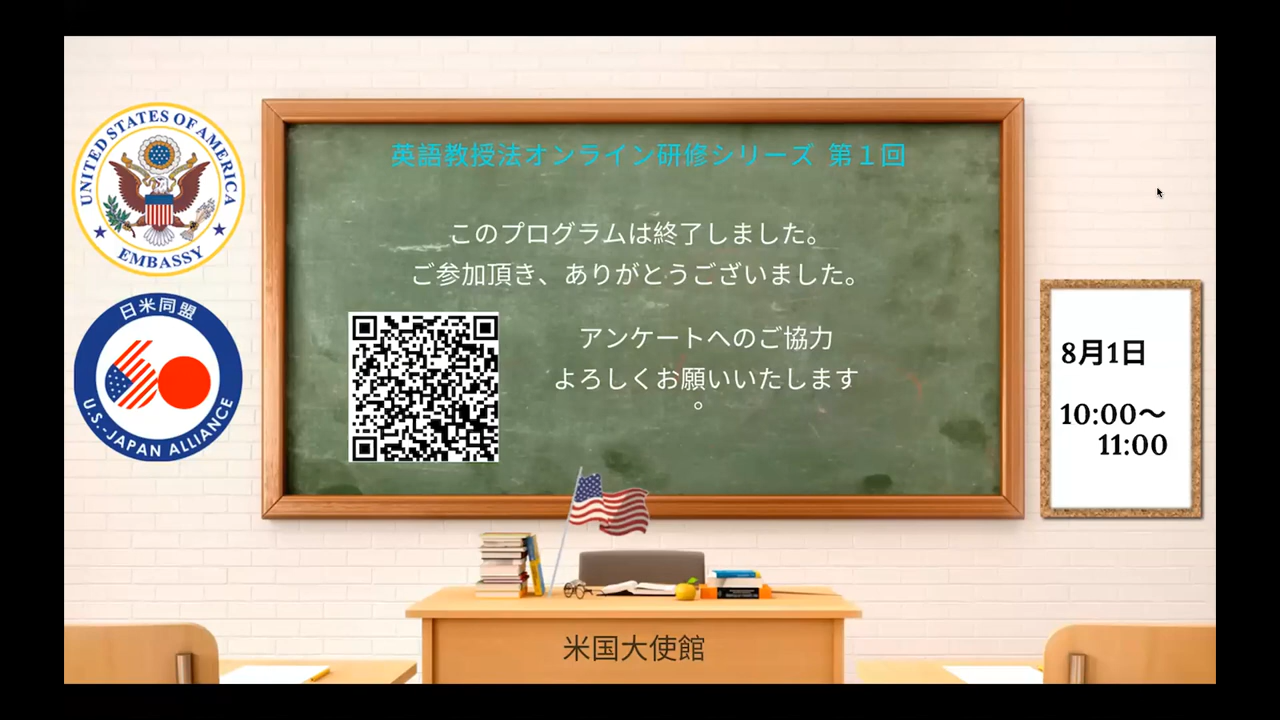 UNITED STATES OF AMERICA
EMBASSY
日米同盟
60
U.S.-JAPAN ALLIANCE
英語教授法オンライン研修シリーズ 第１回
このプログラムは終了しました。
ご参加頂き、ありがとうございました。
アンケートへのご協力
よろしくお願いいたします
。
8月1日
10:00～
11:00
米国大使館